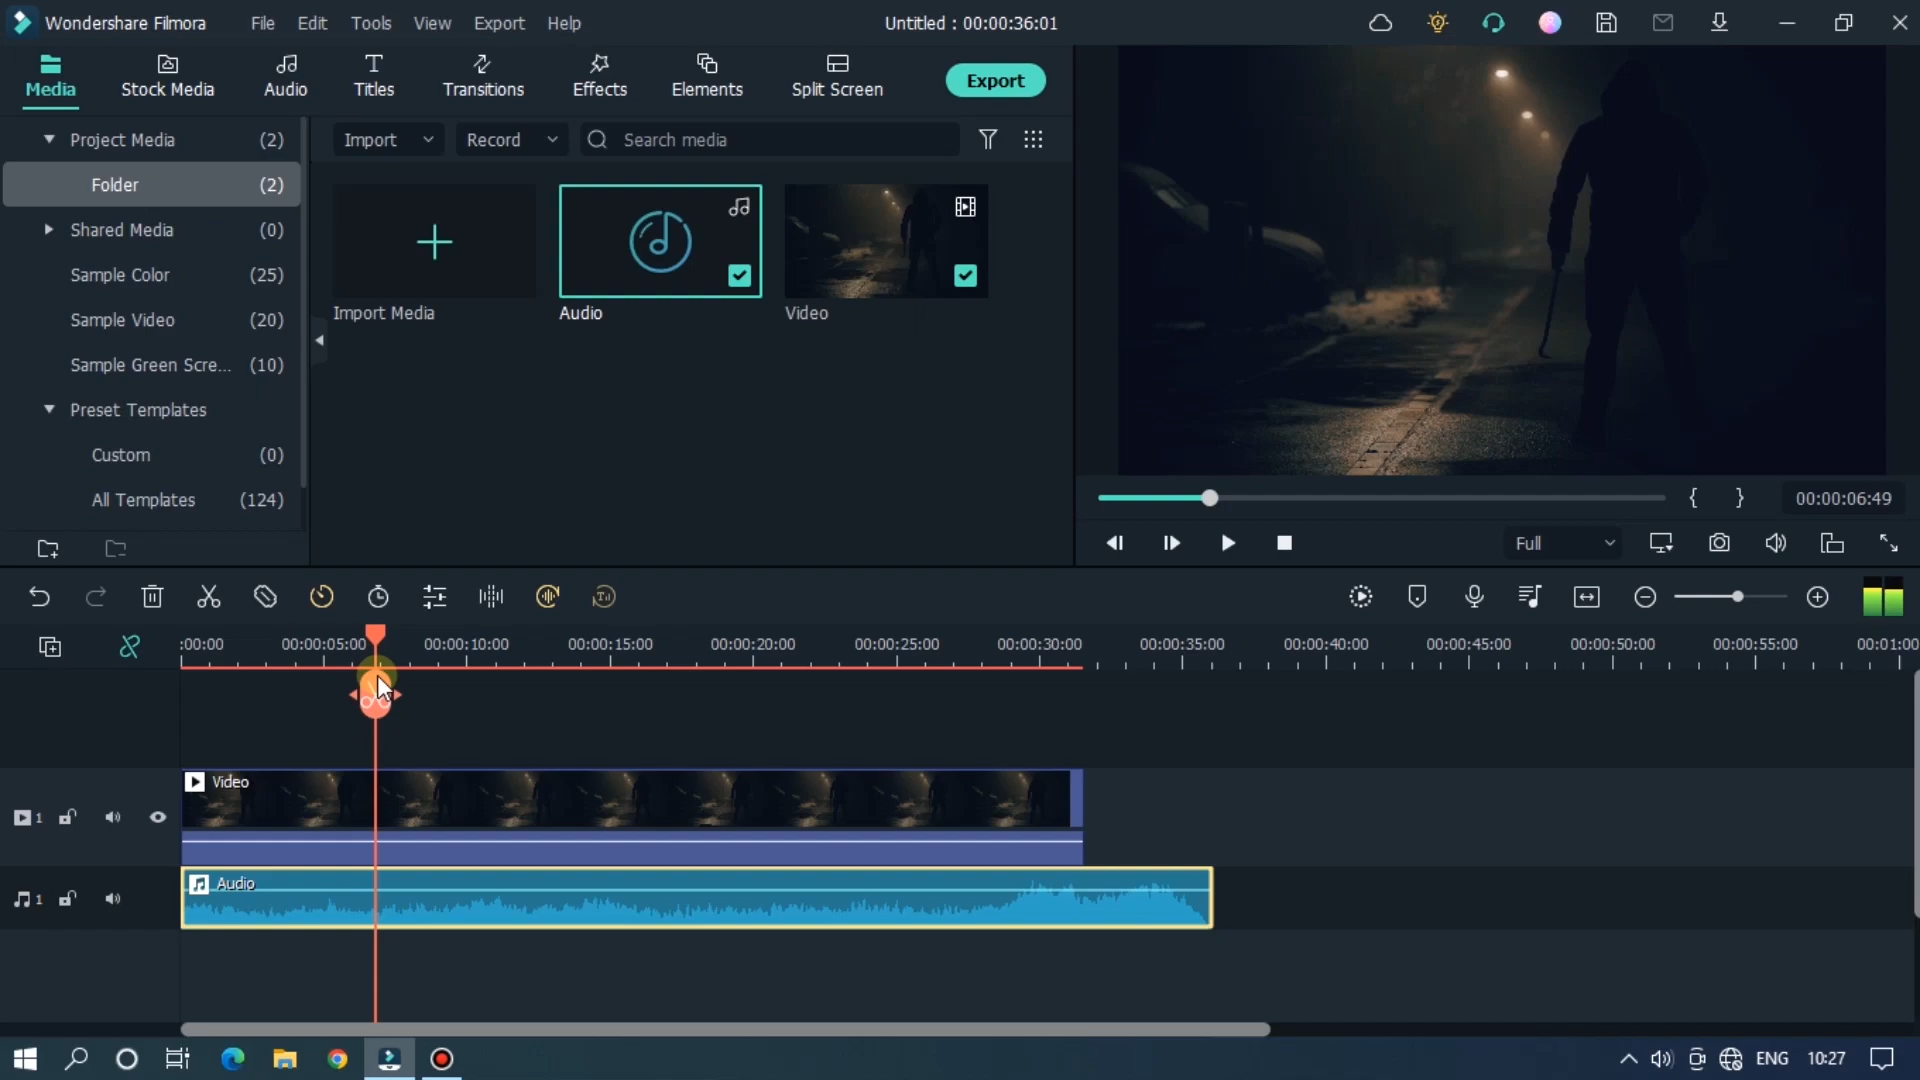 Wondershare Filmora File Edit Tools View Export Help Untitled : 00:00:36:01
Media Stock Media Audio Titles Transitions Effects Elements Split Screen Export
Project Media (2)
Folder (2)
Shared Media (0)
Sample Color (25)
Sample Video (20)
Sample Green Scre... (10)
Preset Templates
Custom (0)
All Templates (124)
Import Record Search media
Import Media Audio Video
{ } 00:00:06:49
Full
:00:00 00:00:05:00 00:00:10:00 00:00:15:00 00:00:20:00 00:00:25:00 00:00:30:00 00:00:35:00 00:00:40:00 00:00:45:00 00:00:50:00 00:00:55:00 00:01:00
Video
1
Audio
1
ENG 10:27